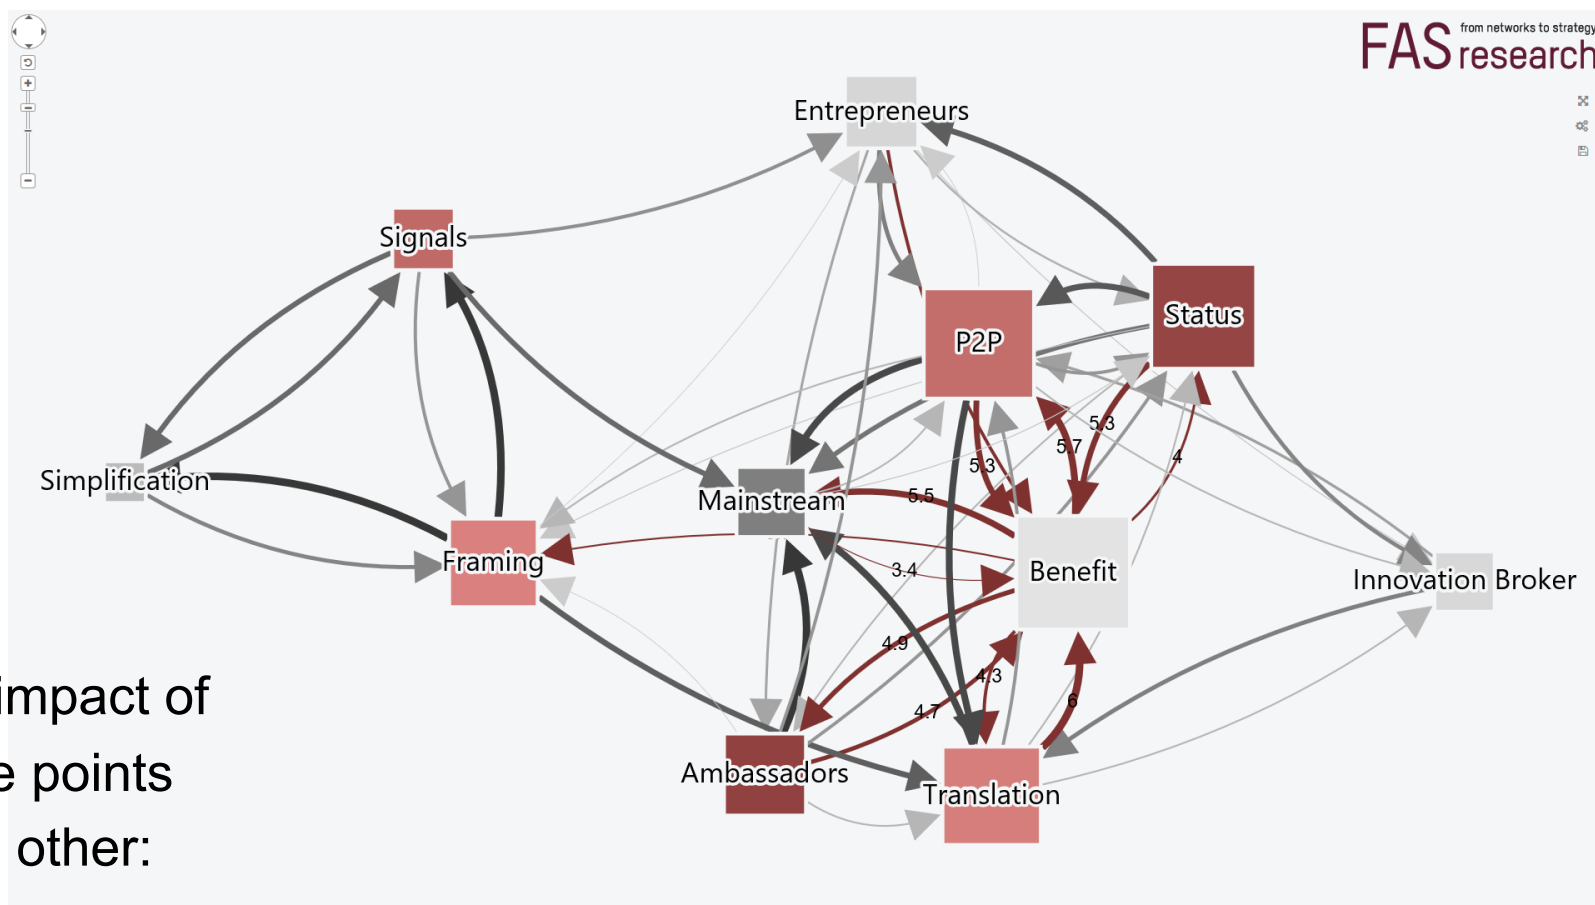 from networks to strategy
FAS research
Entrepreneurs
Signals
Status
P2P
5.3
5.7
4
5.3
Simplification
5.5
Mainstream
Framing
3.4
Benefit
Innovation Broker
4.9
4.3
impact of
6
4.7
points
Ambassadors
Translation
other: